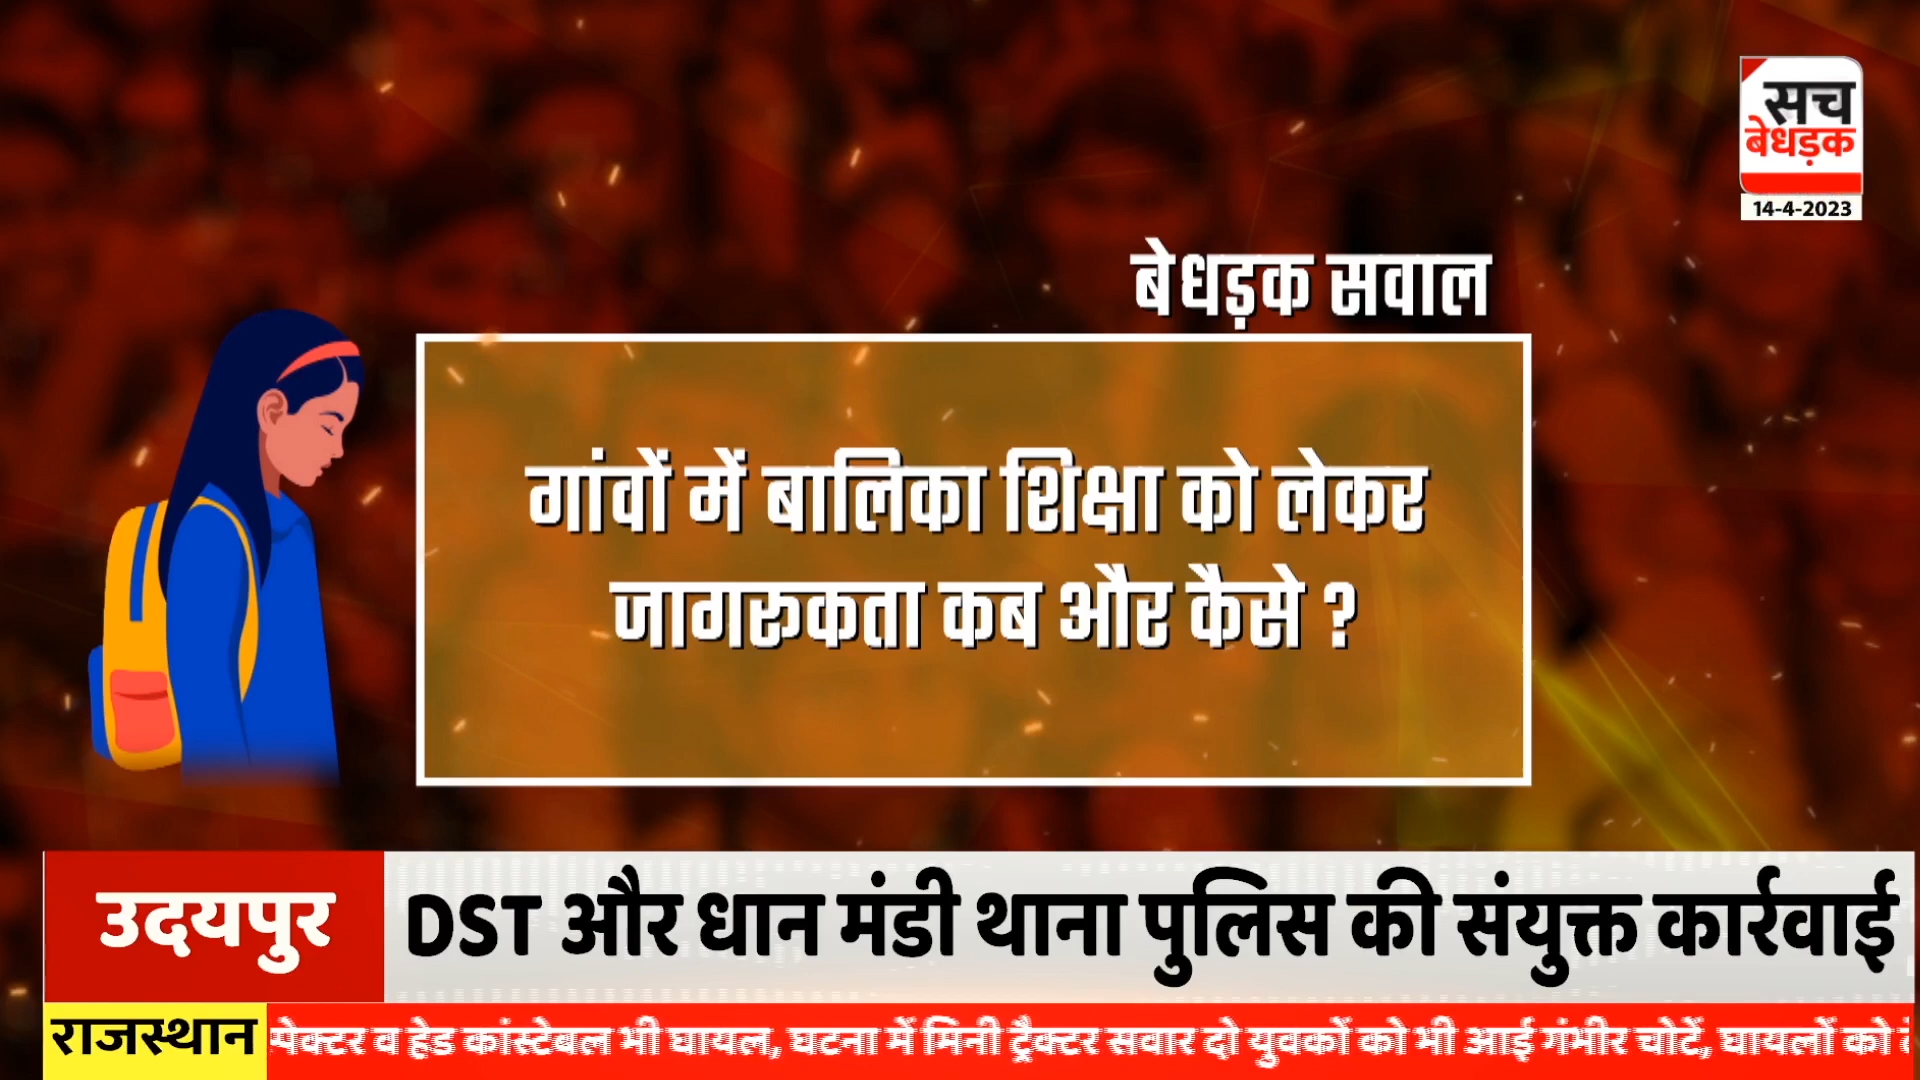 सच
बेधड़क
14-4-2023
बेधड़क सवाल
गांवों में बालिका शिक्षा को लेकर
जागरूकता कब और कैसे ?
उदयपुर
DST और धान मंडी थाना पुलिस की संयुक्त कार्रवाई
राजस्थान
व हेड कांस्टेबल भी घायल, घटना में मिनी ट्रैक्टर सवार दो युवकों को भी आई गंभीर चोटें, घायलों को